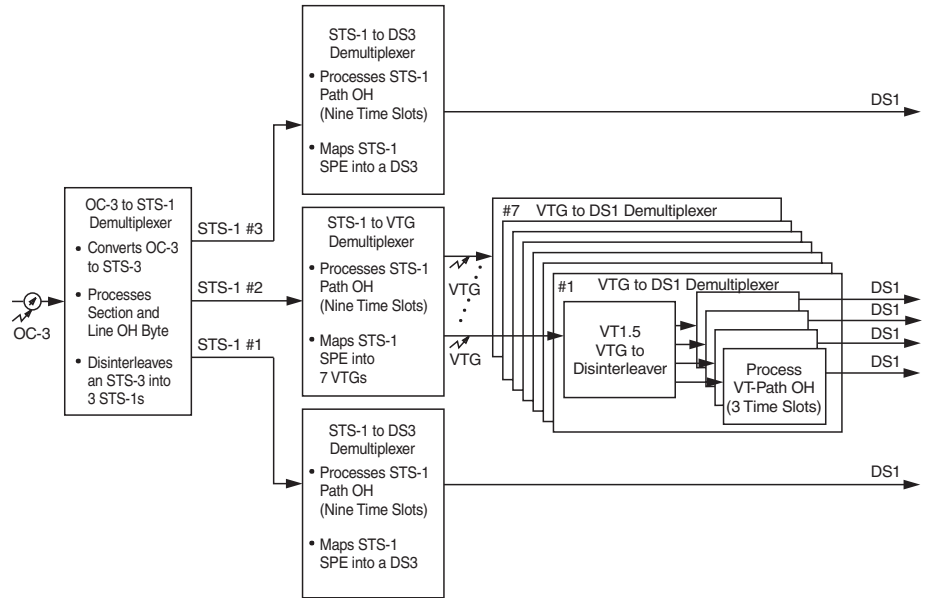 OC-3
OC-3 to STS-1
Demultiplexer
• Converts OC-3
to STS-3
• Processes
Section and
Line OH Byte
• Disinterleaves
an STS-3 into
3 STS-1s
STS-1 #3
STS-1 #2
STS-1 #1
STS-1 to DS3
Demultiplexer
• Processes STS-1
Path OH
(Nine Time Slots)
• Maps STS-1
SPE into a DS3
DS1
STS-1 to VTG
Demultiplexer
• Processes STS-1
Path OH
(Nine Time Slots)
• Maps STS-1
SPE into
7 VTGs
VTG
VTG
#7 VTG to DS1 Demultiplexer
#1 VTG to DS1 Demultiplexer
VT1.5
VTG to
Disinterleaver
Process
VT-Path OH
(3 Time Slots)
DS1
DS1
DS1
DS1
STS-1 to DS3
Demultiplexer
• Processes STS-1
Path OH
(Nine Time Slots)
• Maps STS-1
SPE into a DS3
DS1